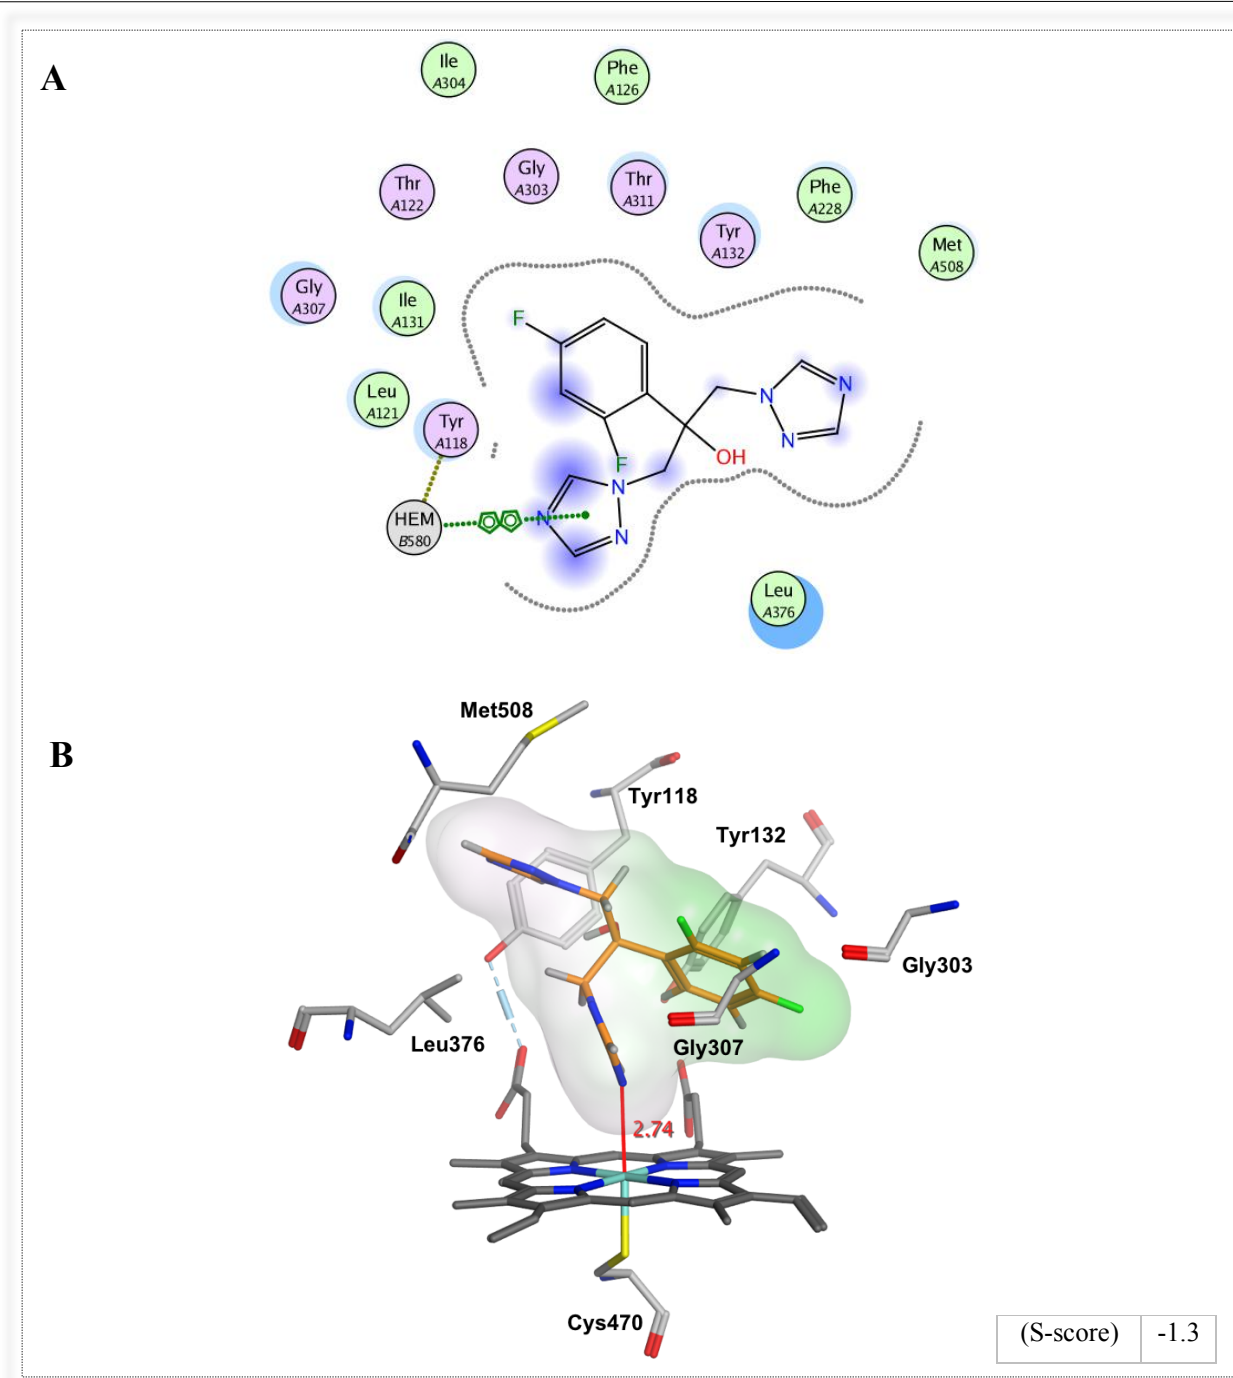 A
Ile
A304
Phe
A126
Thr
A122
Gly
A303
Thr
A311
Tyr
A132
Phe
A228
Met
A508
Gly
A307
Ile
A131
Leu
A121
Tyr
A118
HEM
B580
F
F
N
N
N
OH
N
N
N
Leu
A376
B
Met508
Tyr118
Tyr132
Gly303
Leu376
Gly307
2.74
Cys470
(S-score) -1.3